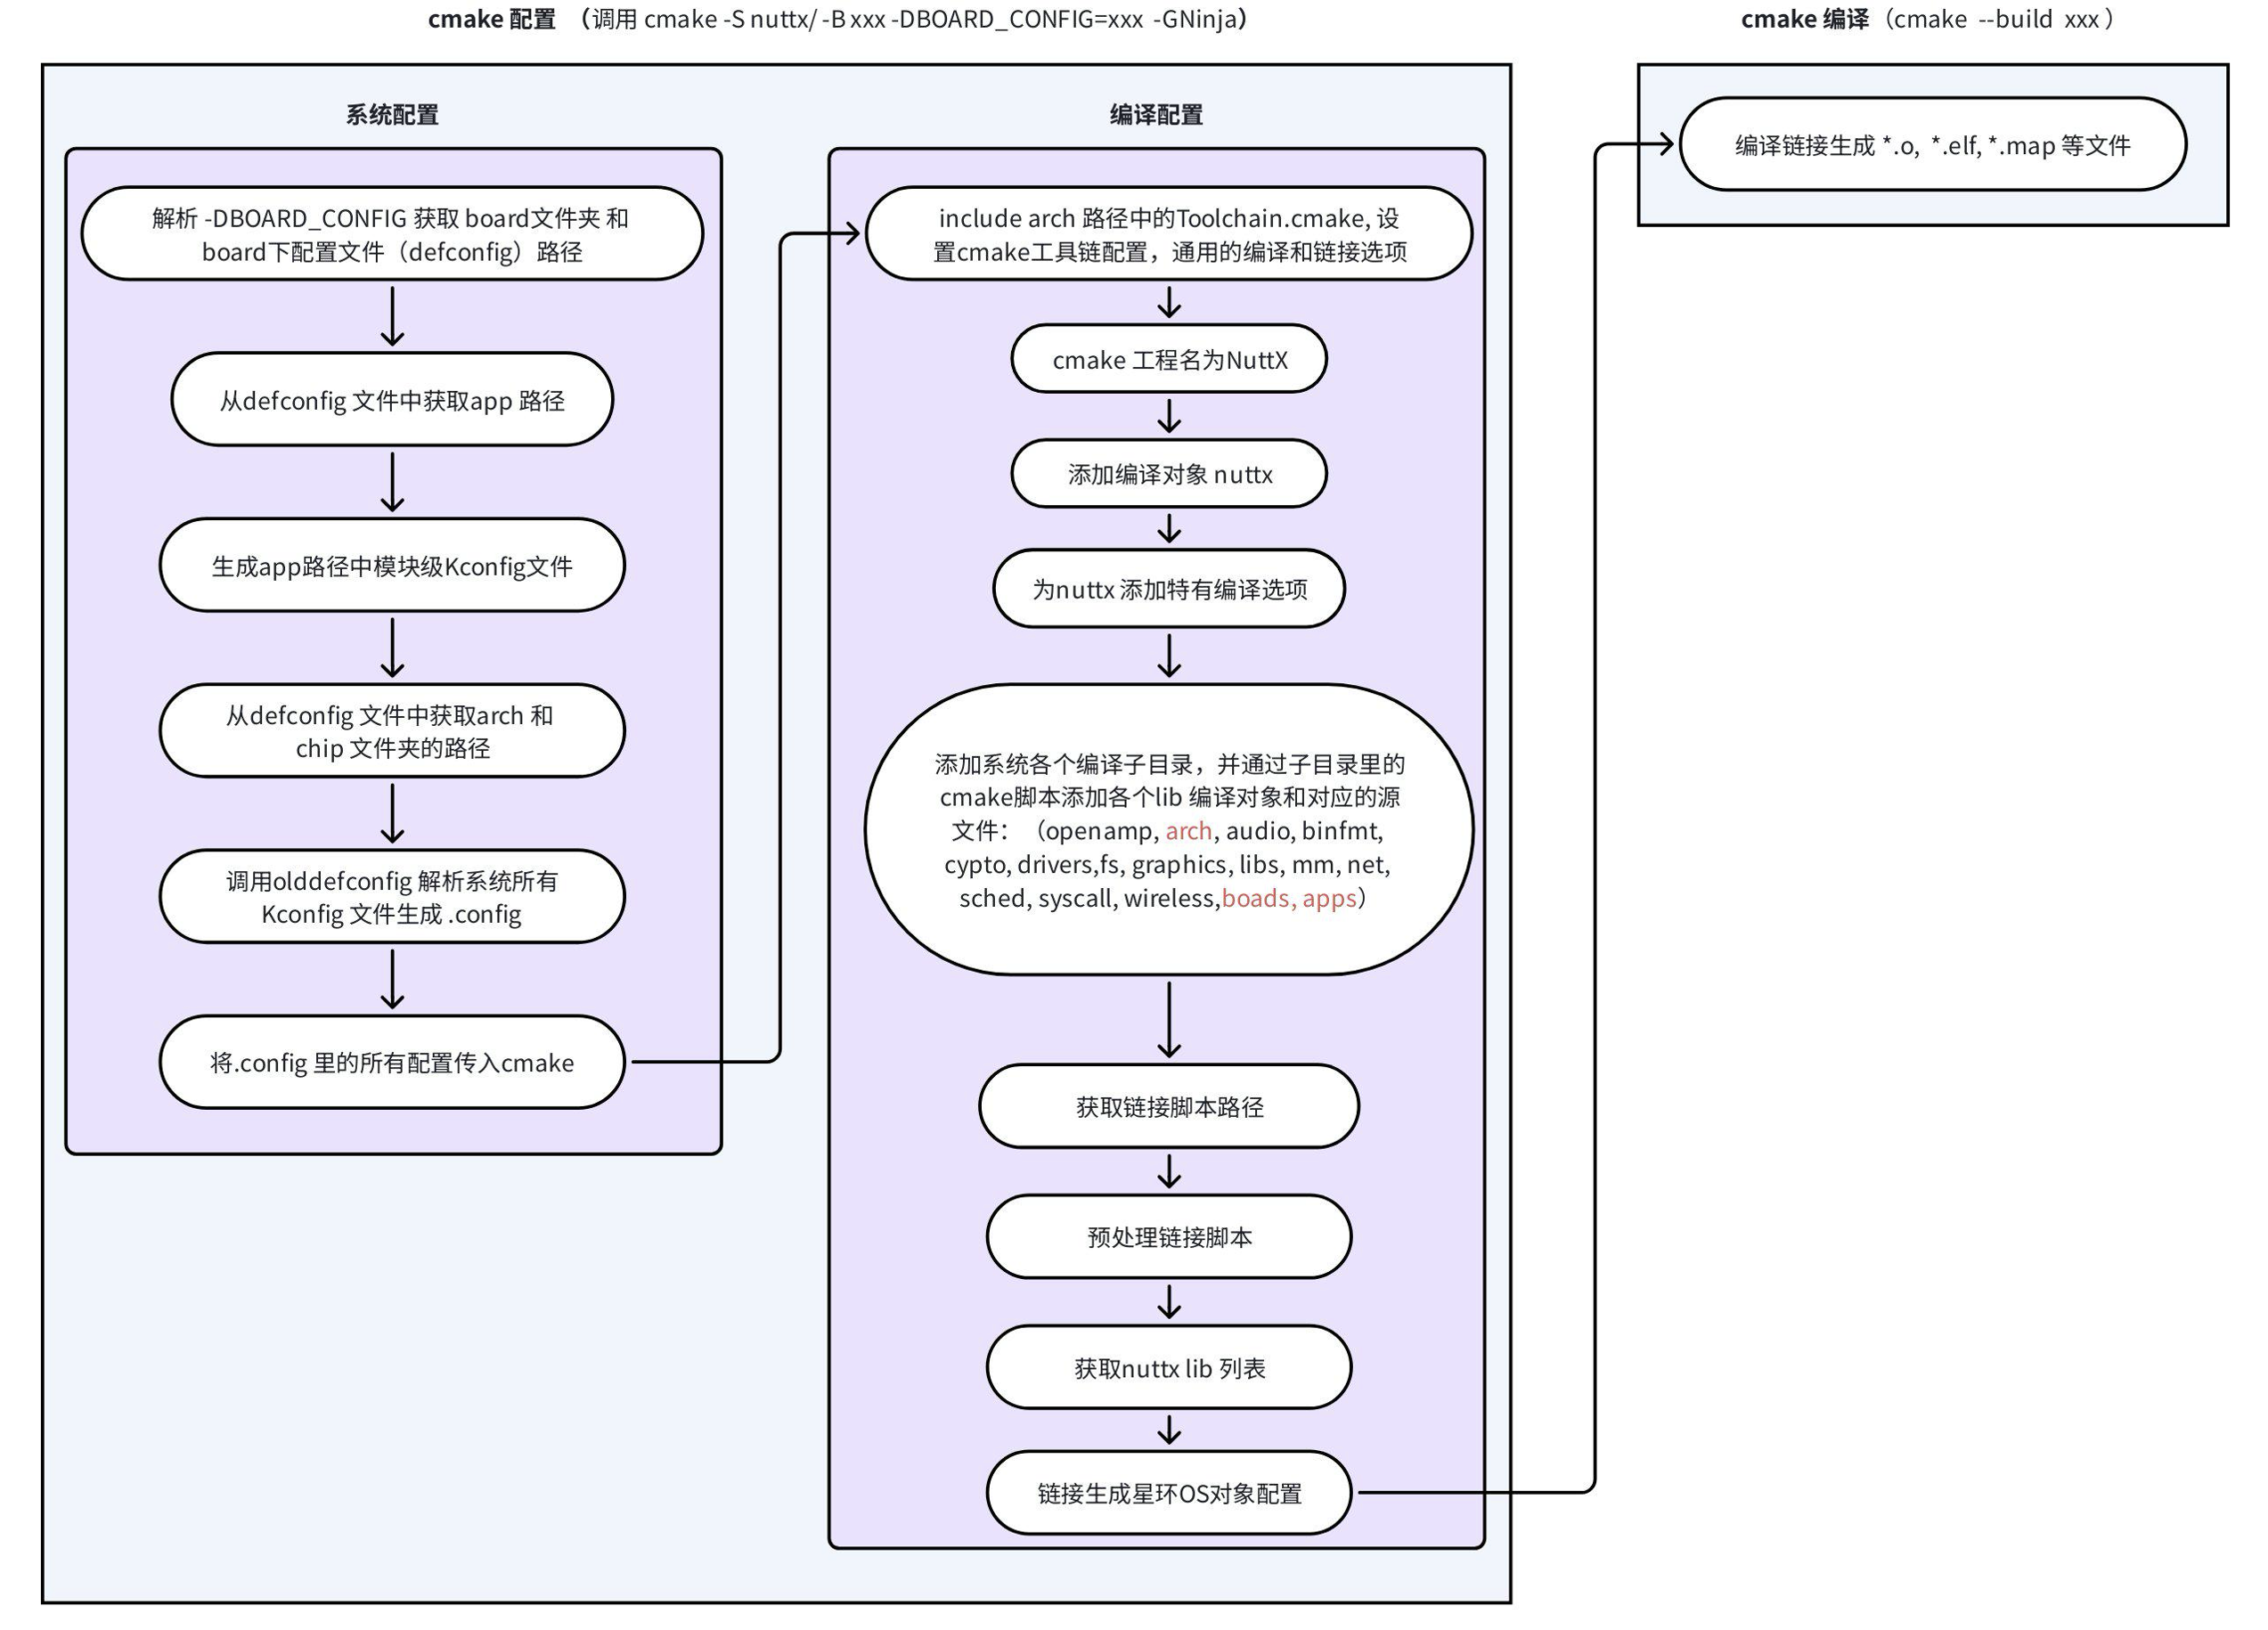 cmake 配置 （调用 cmake -S nuttx/ -B xxx -DBOARD_CONFIG=xxx -GNinja）
系统配置
解析 -DBOARD_CONFIG 获取 board文件夹 和
board下配置文件（defconfig）路径
从defconfig 文件中获取app 路径
生成app路径中模块级Kconfig文件
从defconfig 文件中获取arch 和
chip 文件夹的路径
调用olddefconfig 解析系统所有
Kconfig 文件生成 .config
将.config 里的所有配置传入cmake
编译配置
include arch 路径中的Toolchain.cmake, 设
置cmake工具链配置，通用的编译和链接选项
cmake 工程名为NuttX
添加编译对象 nuttx
为nuttx 添加特有编译选项
添加系统各个编译子目录，并通过子目录里的
cmake脚本添加各个lib 编译对象和对应的源
文件：（openamp, arch, audio, binfmt,
cypto, drivers,fs, graphics, libs, mm, net,
sched, syscall, wireless,boads, apps）
获取链接脚本路径
预处理链接脚本
获取nuttx lib 列表
链接生成星环OS对象配置
cmake 编译（cmake --build xxx ）
编译链接生成 *.o, *.elf, *.map 等文件